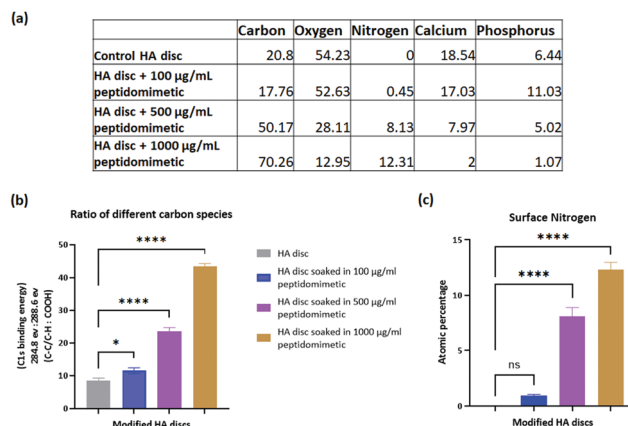 (a)
Carbon Oxygen Nitrogen Calcium Phosphorus
Control HA disc 20.8 54.23 0 18.54 6.44
HA disc + 100 µg/mL
peptidomimetic 17.76 52.63 0.45 17.03 11.03
HA disc + 500 µg/mL
peptidomimetic 50.17 28.11 8.13 7.97 5.02
HA disc + 1000 µg/mL
peptidomimetic 70.26 12.95 12.31 2 1.07
(b)
Ratio of different carbon species
(C1s binding energy)
284.8 ev :288.6 ev
(C-C/C-H : COOH)
50
40
30
20
10
0
*
****
****
Modified HA discs
HA disc
HA disc soaked in 100 µg/ml
peptidomimetic
HA disc soaked in 500 µg/ml
peptidomimetic
HA disc soaked in 1000 µg/ml
peptidomimetic
(c)
Surface Nitrogen
Atomic percentage
15
10
5
0
ns
****
****
Modified HA discs